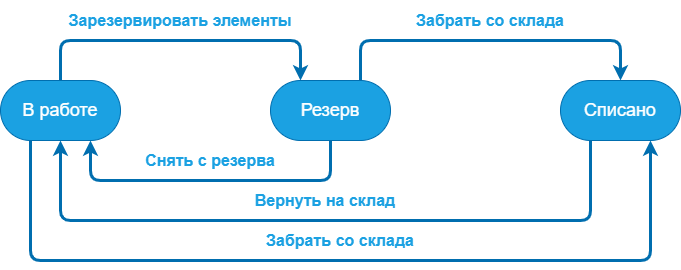 Зарезервировать элементы
Забрать со склада
В работе
Резерв
Списано
Снять с резерва
Вернуть на склад
Забрать со склада